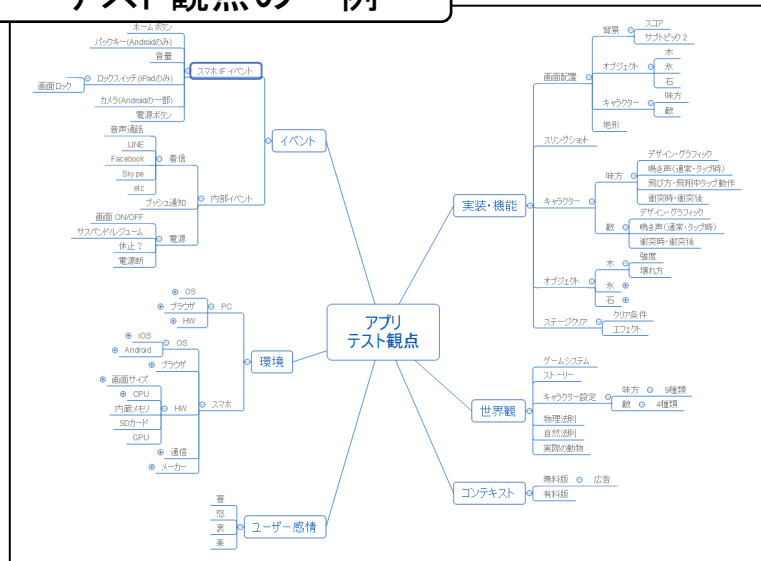 テスト観点の一例
アプリ
テスト観点
イベント
スマホ IF イベント
ホームボタン
バックキー(Androidのみ)
音量
ロックスイッチ(iPadのみ)
画面ロック
カメラ(Androidの一部)
電源ボタン
内部イベント
着信
音声通話
LINE
Facebook
Skype
etc
プッシュ通知
電源
画面 ON/OFF
サスペンドレジューム
休止？
電源断
環境
PC
OS
ブラウザ
HW
スマホ
OS
iOS
Android
ブラウザ
HW
画面サイズ
CPU
内蔵メモリ
SDカード
GPU
通信
メーカー
ユーザー感情
喜
怒
哀
楽
実装・機能
画面配置
背景
スコア
サブトピック 2
オブジェクト
木
氷
石
キャラクター
味方
敵
地形
スリングショット
キャラクター
味方
デザイン・グラフィック
鳴き声(通常・タップ時)
飛び方・飛翔中タップ動作
衝突時・衝突後
敵
デザイン・グラフィック
鳴き声(通常・タップ時)
衝突時・衝突後
オブジェクト
木
強度
壊れ方
氷
石
ステージクリア
クリア条件
エフェクト
世界観
ゲームシステム
ストーリー
キャラクター設定
味方
9種類
敵
4種類
物理法則
自然法則
実際の動物
コンテキスト
無料版
広告
有料版